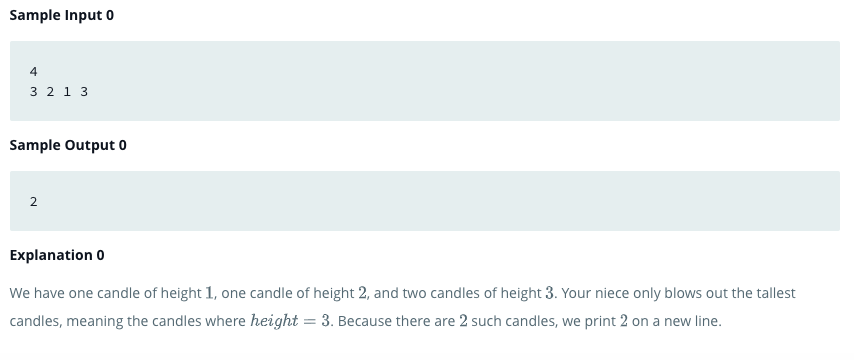 Sample Input 0
4
3 2 1 3
Sample Output 0
2
Explanation 0
We have one candle of height 1, one candle of height 2, and two candles of height 3. Your niece only blows out the tallest
candles, meaning the candles where height = 3. Because there are 2 such candles, we print 2 on a new line.